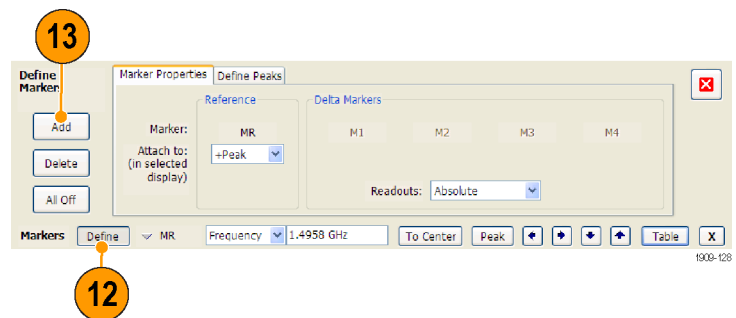 13
Define
Markers
Marker Properties Define Peaks
Reference Delta Markers
Add
Marker: MR M1 M2 M3 M4
Attach to:
(in selected
display)
+Peak
Delete
Readouts: Absolute
All Off
Markers Define MR Frequency 1.4958 GHz To Center Peak Table X
1909-128
12